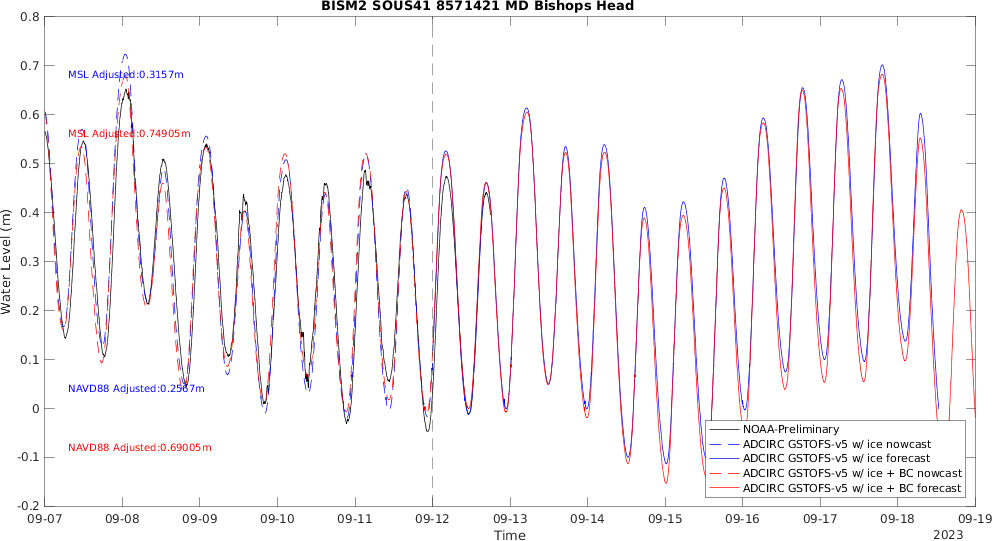 BISM2 SOUS41 8571421 MD Bishops Head
Water Level (m)
0.8
0.7
0.6
0.5
0.4
0.3
0.2
0.1
0
-0.1
-0.2
MSL Adjusted:0.3157m
MSL Adjusted:0.74905m
NAVD88 Adjusted:0.2567m
NAVD88 Adjusted:0.69005m
NOAA-Preliminary
ADCIRC GSTOFS-v5 w/ ice nowcast
ADCIRC GSTOFS-v5 w/ ice forecast
ADCIRC GSTOFS-v5 w/ ice + BC nowcast
ADCIRC GSTOFS-v5 w/ ice + BC forecast
09-07 09-08 09-09 09-10 09-11 09-12 09-13 09-14 09-15 09-16 09-17 09-18 09-19
Time
2023